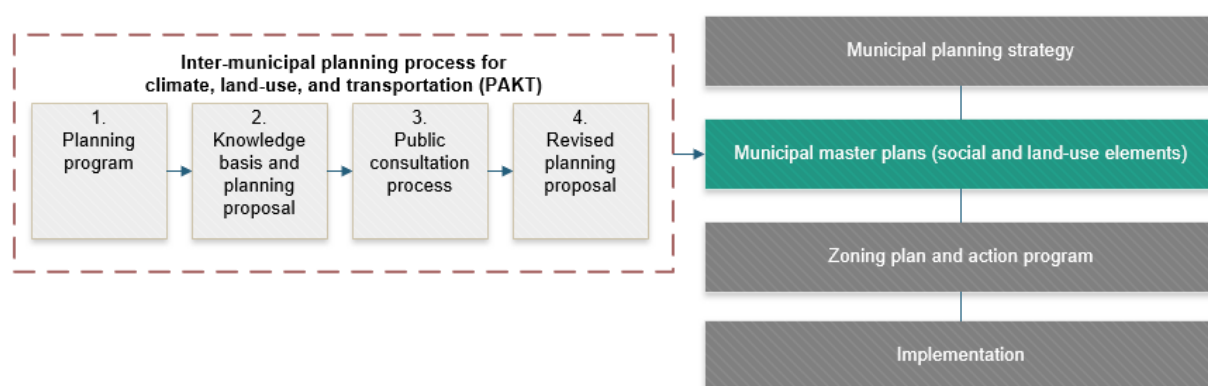 Inter-municipal planning process for
climate, land-use, and transportation (PAKT)
1.
Planning
program
2.
Knowledge
basis and
planning
proposal
3.
Public
consultation
process
4.
Revised
planning
proposal
Municipal planning strategy
Municipal master plans (social and land-use elements)
Zoning plan and action program
Implementation